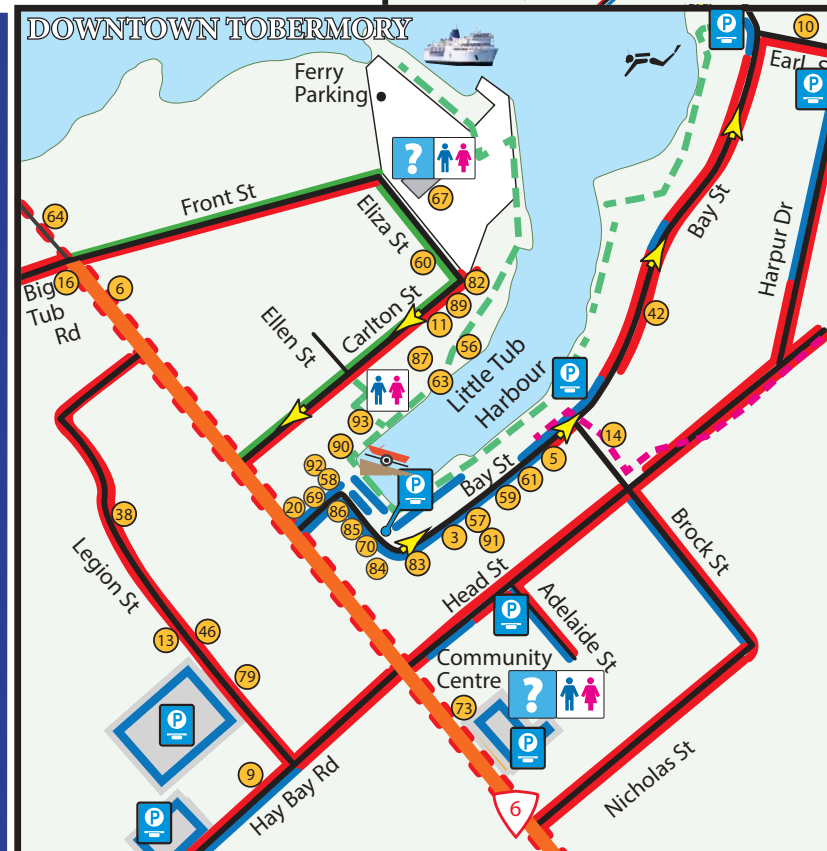 DOWNTOWN TOBERMORY
10
P
Earl S
P
Ferry
Parking
?
67
Front St
Eliza St
64
60
16
6
Big
Tub
Rd
82
89
11
Carlton St
Ellen St
56
87
63
Little Tub
Harbour
Bay St
Harpur Dr
42
P
93
90
92
58
69
20
86
85
70
84
83
P
Bay St
5
61
59
57
3
91
14
38
Legion St
13
46
79
Head St
Brock St
P
Adelaide St
Community
Centre
?
73
P
P
9
Hay Bay Rd
P
6
Nicholas St